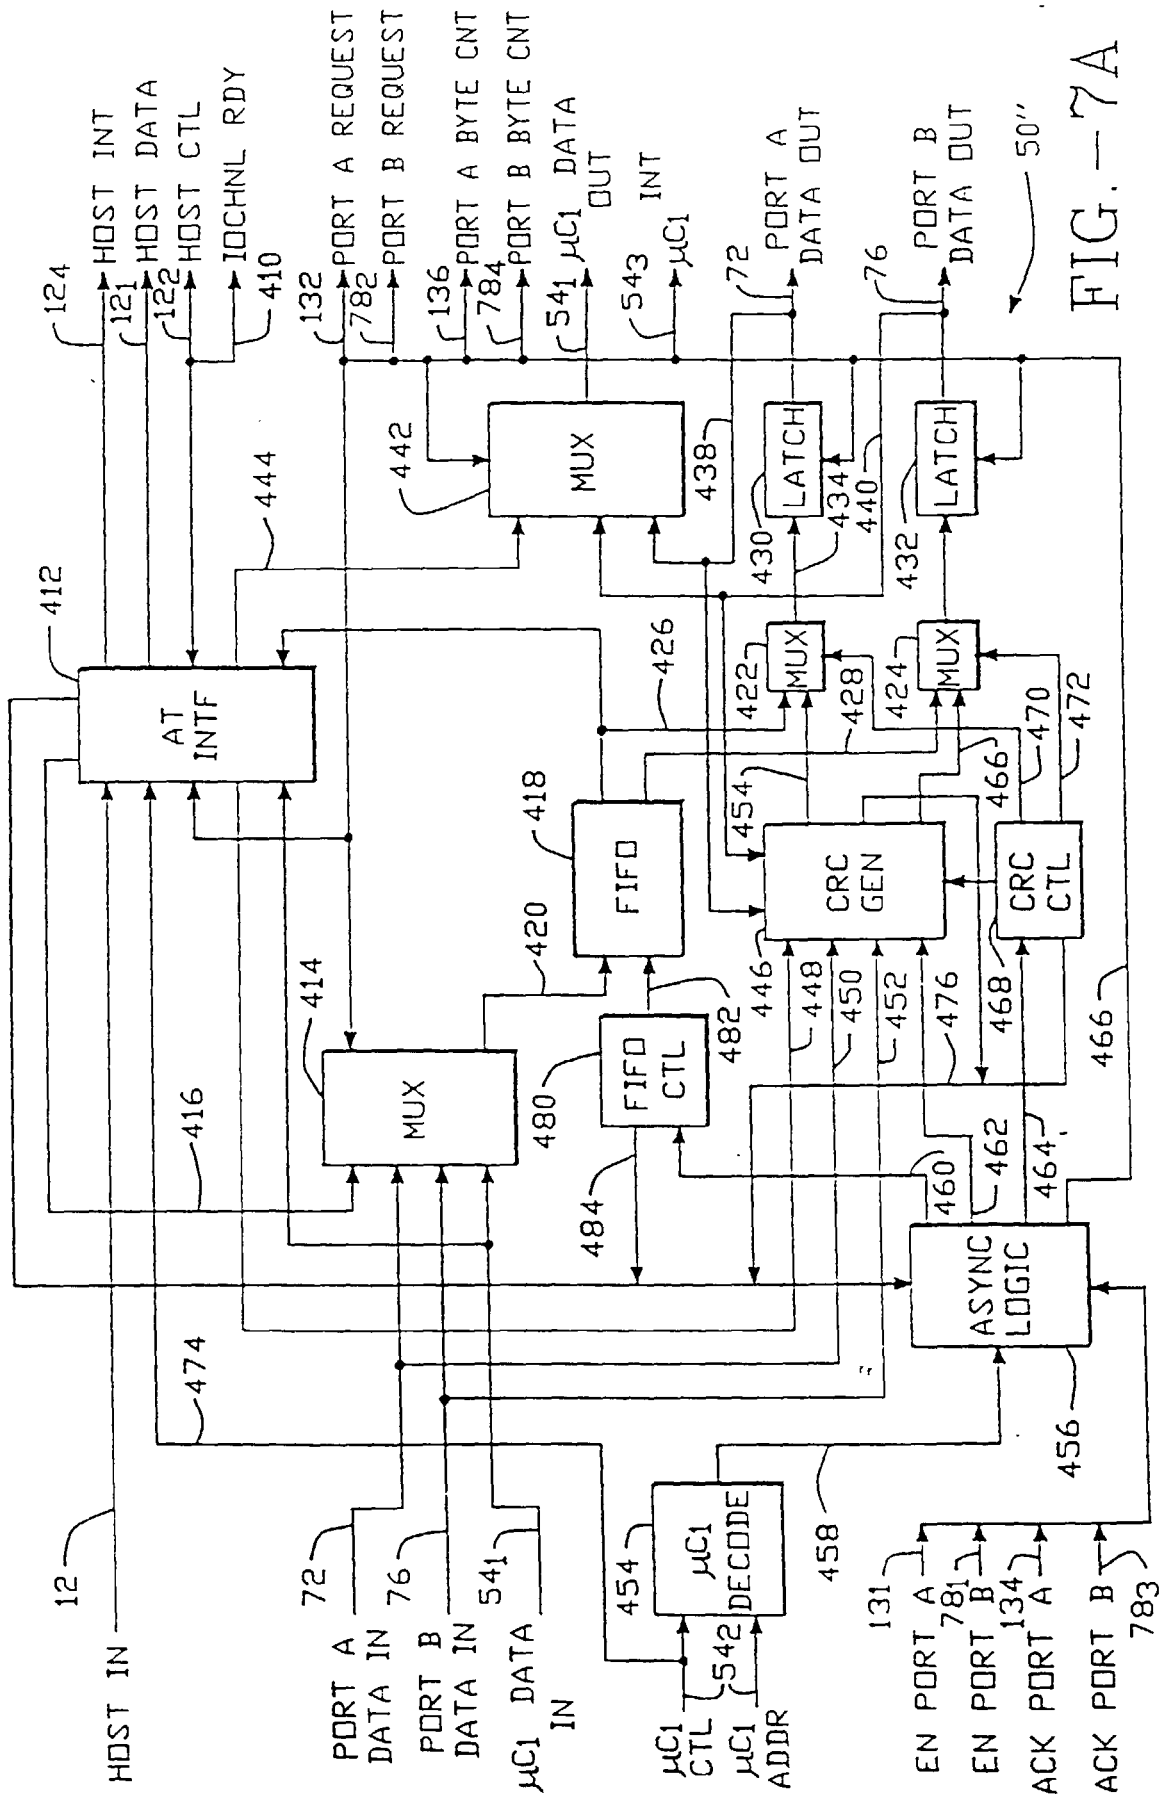 HOST IN
12
474
PORT A
DATA IN
72
PORT B
DATA IN
76
µC1 DATA
IN
541
µC1
CTL
µC1
ADDR
542
454
µC1
DECODE
458
EN PORT A
131
EN PORT B
781
ACK PORT A
134
ACK PORT B
783
456
ASYNC
LOGIC
460
462
464
466
416
414
MUX
420
484
480
FIFO
CTL
482
418
FIFO
412
AT
INTF
444
426
428
446
CRC
GEN
448
450
452
476
454
466
468
CRC
CTL
470
472
422
MUX
424
MUX
430
LATCH
434
432
LATCH
438
440
442
MUX
124
HOST INT
121
HOST DATA
122
HOST CTL
IOCHNL RDY
410
132
PORT A REQUEST
782
PORT B REQUEST
136
PORT A BYTE CNT
784
PORT B BYTE CNT
541
µC1 DATA
OUT
543
µC1
INT
72
PORT A
DATA OUT
76
PORT B
DATA OUT
50"
FIG.-7A